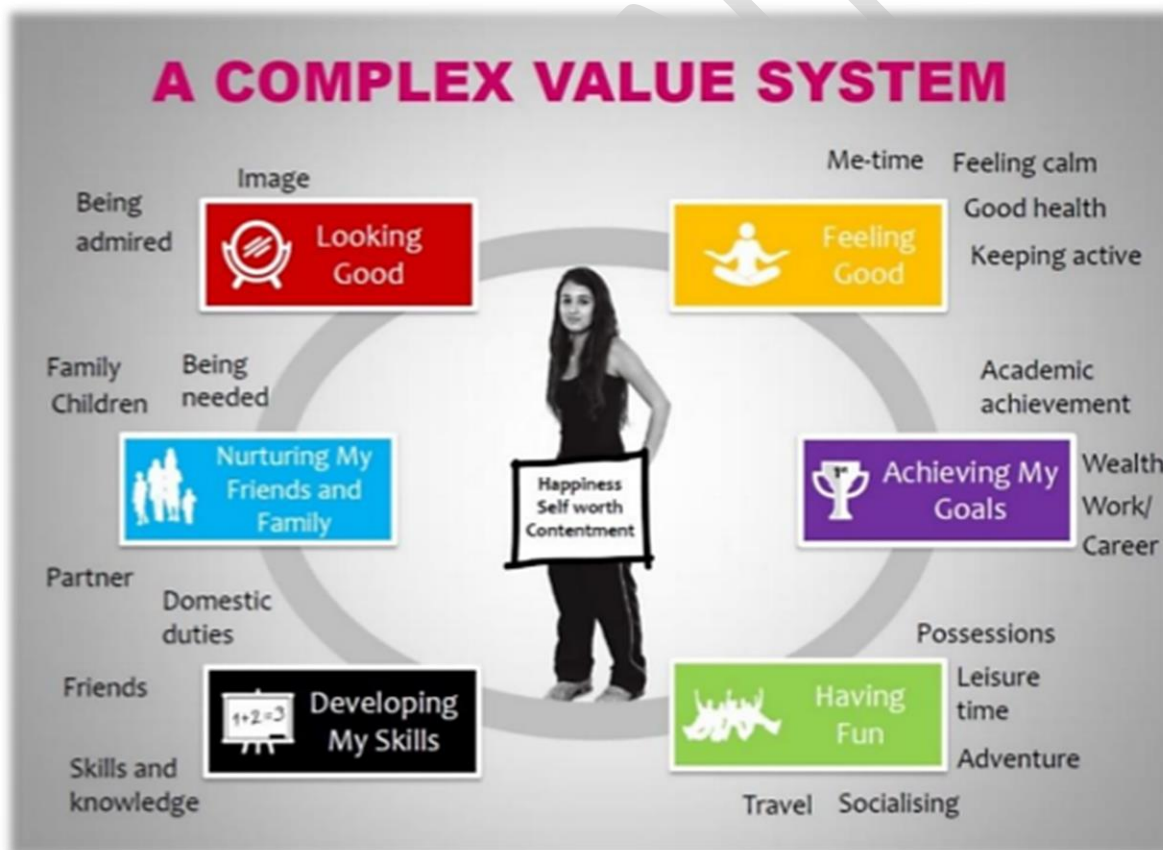 A COMPLEX VALUE SYSTEM
Image
Being
admired
Looking
Good
Me-time
Feeling calm
Good health
Keeping active
Feeling
Good
Family
Children
Being
needed
Nurturing My
Friends and
Family
Partner
Domestic
duties
Friends
Happiness
Self worth
Contentment
Academic
achievement
Achieving My
Goals
Wealth
Work/
Career
1+2=3
Developing
My Skills
Skills and
knowledge
Possessions
Leisure
time
Adventure
Having
Fun
Travel
Socialising